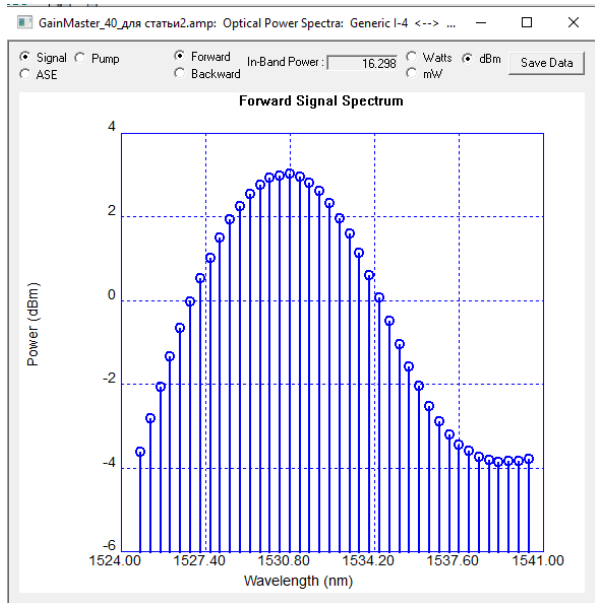 GainMaster_40_для статьи2.amp: Optical Power Spectra: Generic I-4 <--> ...
Signal Pump Forward In-Band Power: 16.298 Watts dBm Save Data
ASE Backward mW
Forward Signal Spectrum
4
2
0
Power (dBm)
-2
-4
-6
1524.00 1527.40 1530.80 1534.20 1537.60 1541.00
Wavelength (nm)